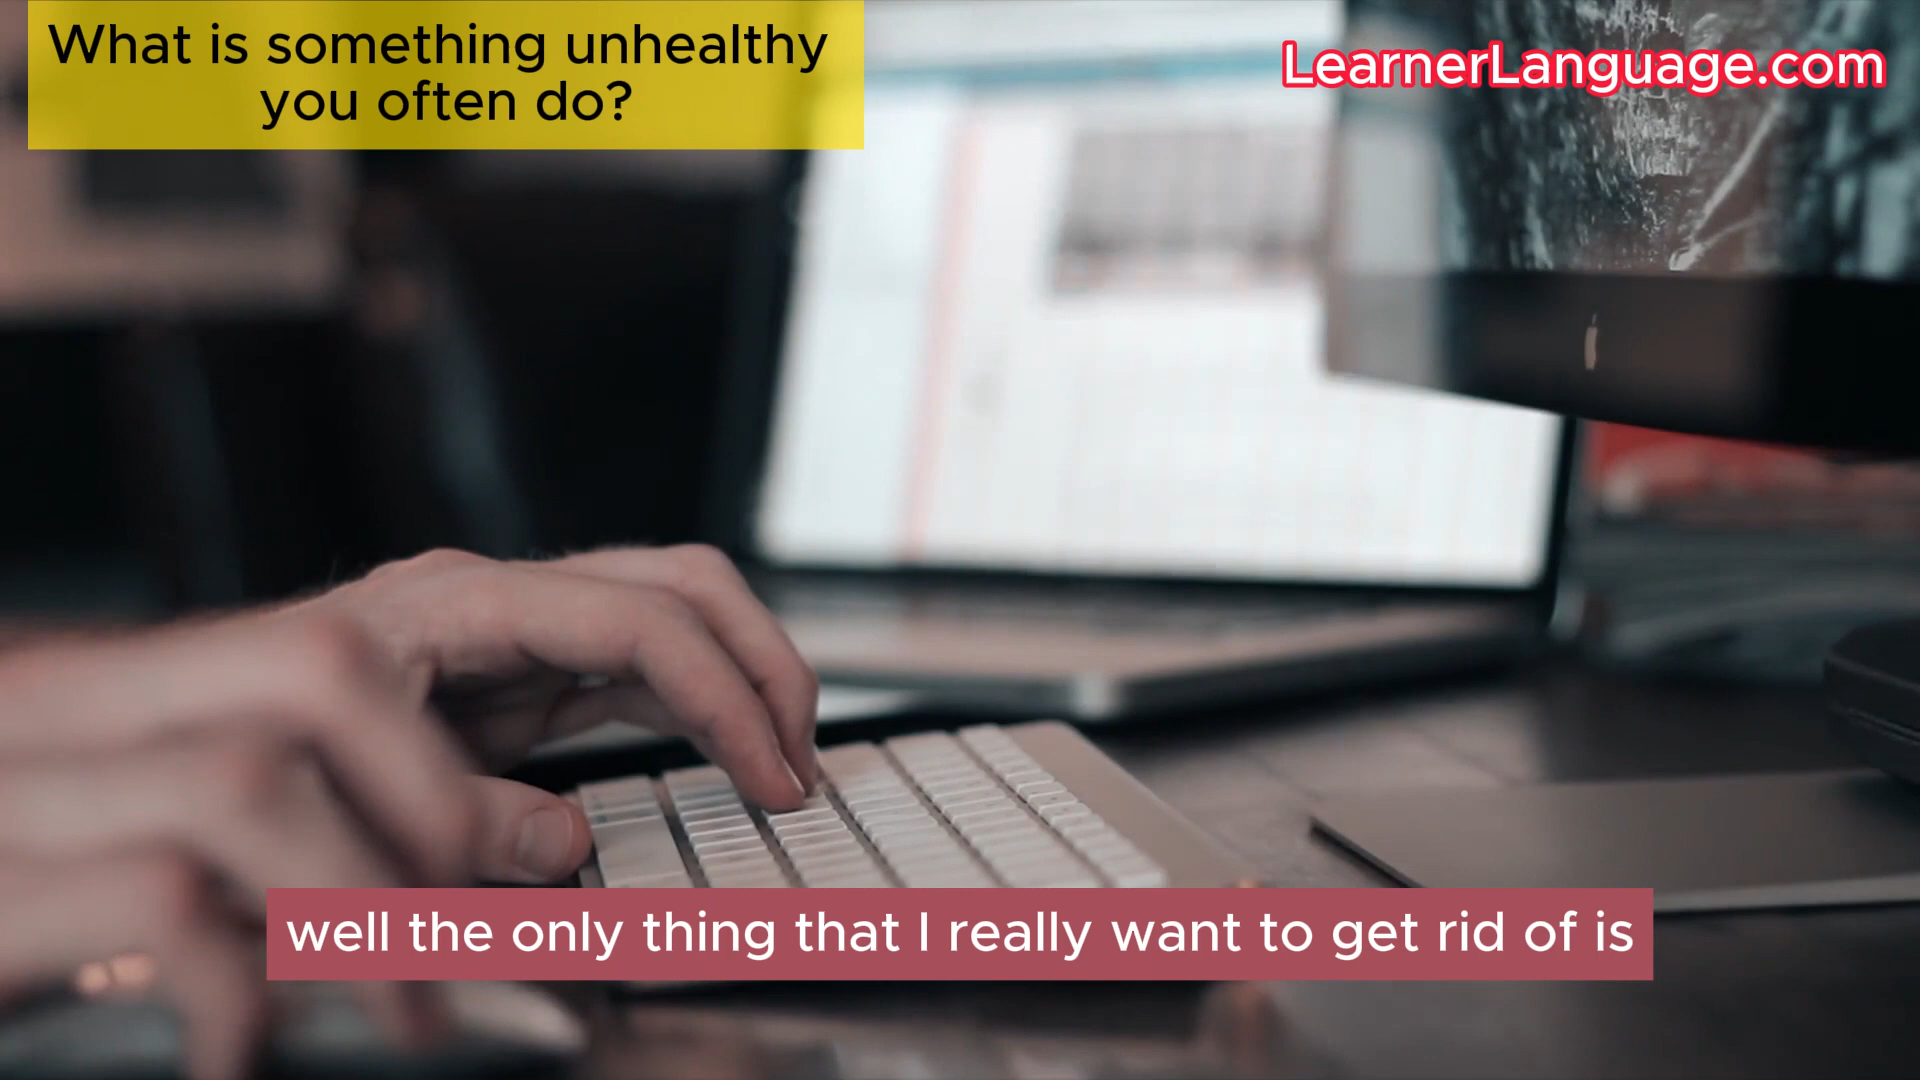 What is something unhealthy
you often do?
LearnerLanguage.com
well the only thing that I really want to get rid of is